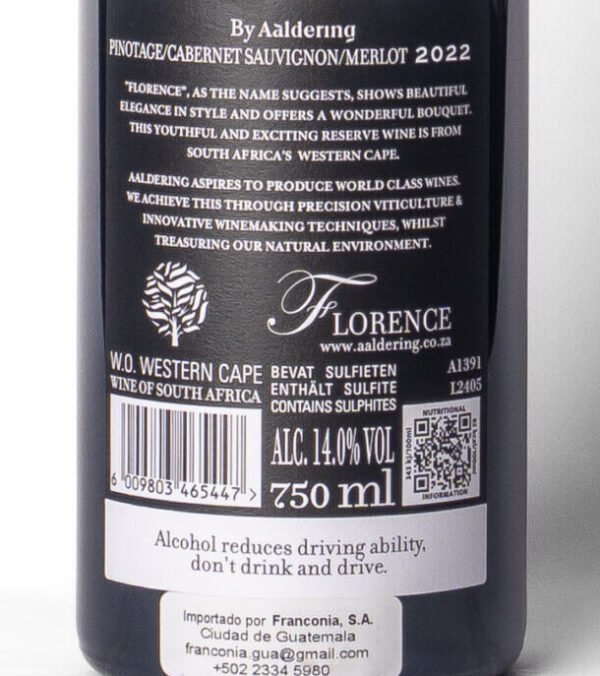 By Aaldering
PINOTAGE/CABERNET SAUVIGNON/MERLOT 2022
"FLORENCE", AS THE NAME SUGGESTS, SHOWS BEAUTIFUL
ELEGANCE IN STYLE AND OFFERS A WONDERFUL BOUQUET.
THIS YOUTHFUL AND EXCITING RESERVE WINE IS FROM
SOUTH AFRICA'S WESTERN CAPE.
AALDERING ASPIRES TO PRODUCE WORLD CLASS WINES.
WE ACHIEVE THIS THROUGH PRECISION VITICULTURE &
INNOVATIVE WINEMAKING TECHNIQUES, WHILST
TREASURING OUR NATURAL ENVIRONMENT.
FLORENCE
www.aaldering.co.za
W.O. WESTERN CAPE
WINE OF SOUTH AFRICA
BEVAT SULFIETEN
ENTHÄLT SULFITE
CONTAINS SULPHITES
A1391
L2405
ALC. 14.0% VOL
750 ml
NUTRITIONAL
343 kj/100ml
INFORMATION
6 009803 465447 >
Alcohol reduces driving ability,
don't drink and drive.
Importado por Franconia, S.A.
Ciudad de Guatemala
franconia.gua@gmail.com
+502 2334 5980